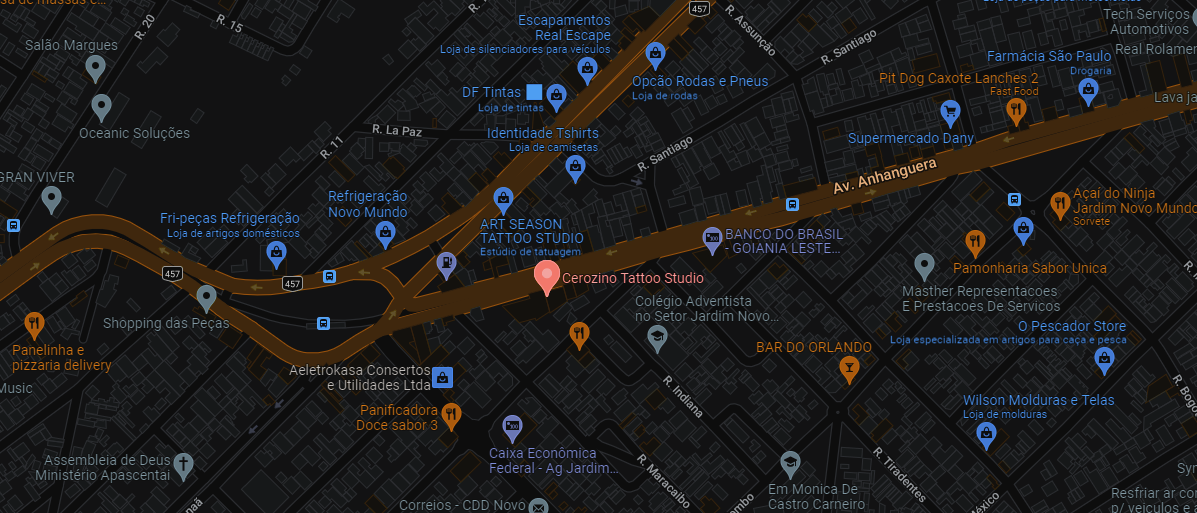 R. 20
R. 15
457
R. Assunção
R. Santiago
Tech Serviços
Automotivos
Real Rolamen
Salão Margues
Escapamentos
Real Escape
Loja de silenciadores para veículos
Opcão Rodas e Pneus
Loja de rodas
Farmácia São Paulo
Drogaria
Pit Dog Caxote Lanches 2
Fast Food
DF Tintas
Loja de tintas
Lava ja
Oceanic Soluções
R. La Paz
Identidade Tshirts
Loja de camisetas
Supermercado Dany
R. 11
R. Santiago
Av. Anhanguera
GRAN VIVER
Refrigeração
Novo Mundo
Açaí do Ninja
Jardim Novo Mundo
Sorvete
Fri-peças Refrigeração
Loja de artigos domésticos
ART SEASON
TATTOO STUDIO
Estúdio de tatuagem
BANCO DO BRASIL
- GOIANIA LESTE...
Pamonharia Sabor Unica
457
457
Cerozino Tattoo Studio
Masther Representacoes
E Prestacoes De Servicos
Shopping das Peças
Colégio Adventista
no Setor Jardim Novo...
O Pescador Store
Loja especializada em artigos para caça e pesca
Panelinha e
pizzaria delivery
BAR DO ORLANDO
Aeletrokasa Consertos
e Utilidades Ltda
Music
R. Indiana
R. Bogo
Wilson Molduras e Telas
Loja de molduras
Panificadora
Doce sabor 3
Caixa Econômica
Federal - Ag Jardim...
R. Maracaibo
R. Tiradentes
Assembleia de Deus
Ministério Apascentai
Em Monica De
Castro Carneiro
Correios - CDD Novo
ombo
México
Resfriar ar con
p/ veiculos e a